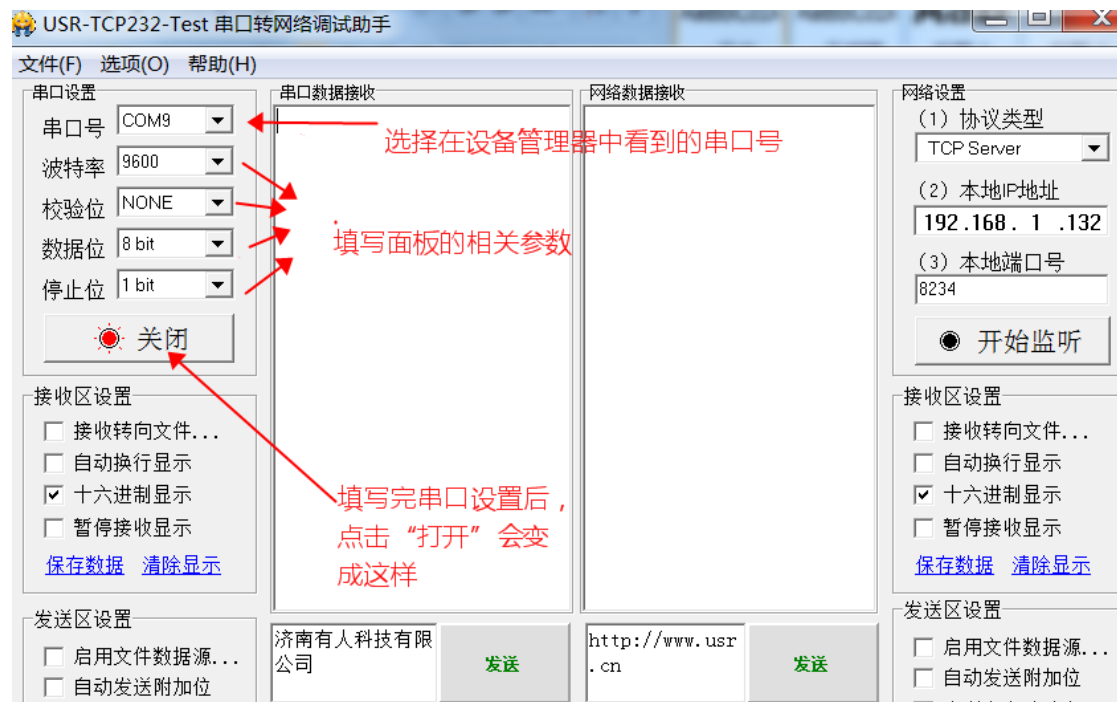 USR-TCP232-Test 串口转网络调试助手
文件(F) 选项(O) 帮助(H)
串口设置
串口号 COM9
波特率 9600
校验位 NONE
数据位 8 bit
停止位 1 bit
关闭
接收区设置
接收转向文件...
自动换行显示
十六进制显示
暂停接收显示
保存数据 清除显示
发送区设置
启用文件数据源...
自动发送附加位
串口数据接收
选择在设备管理器中看到的串口号
填写面板的相关参数
填写完串口设置后，
点击“打开”会变
成这样
济南有人科技有限
公司
发送
网络数据接收
http://www.usr
.cn
发送
网络设置
(1) 协议类型
TCP Server
(2) 本地IP地址
192.168. 1 .132
(3) 本地端口号
8234
开始监听
接收区设置
接收转向文件...
自动换行显示
十六进制显示
暂停接收显示
保存数据 清除显示
发送区设置
启用文件数据源...
自动发送附加位